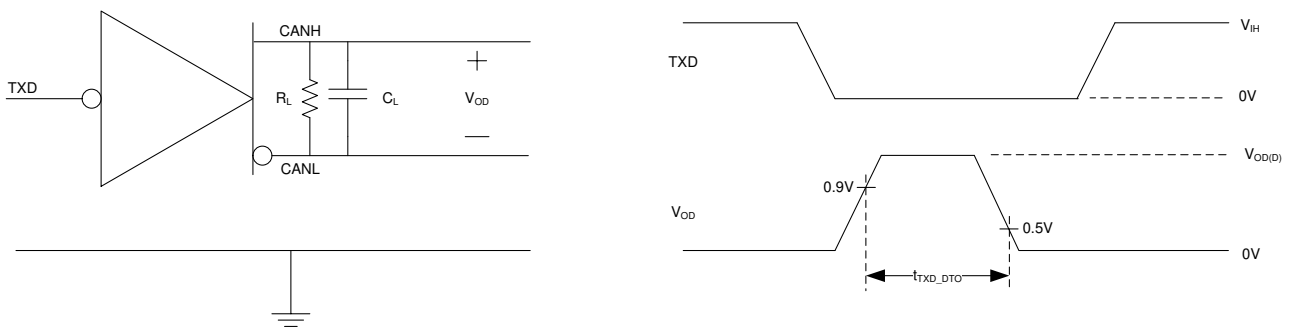 TXD
CANH
R_L
C_L
+
V_OD
—
CANL
TXD
V_IH
0V
V_OD(D)
0.9V
V_OD
0.5V
0V
t_TXD_DTO